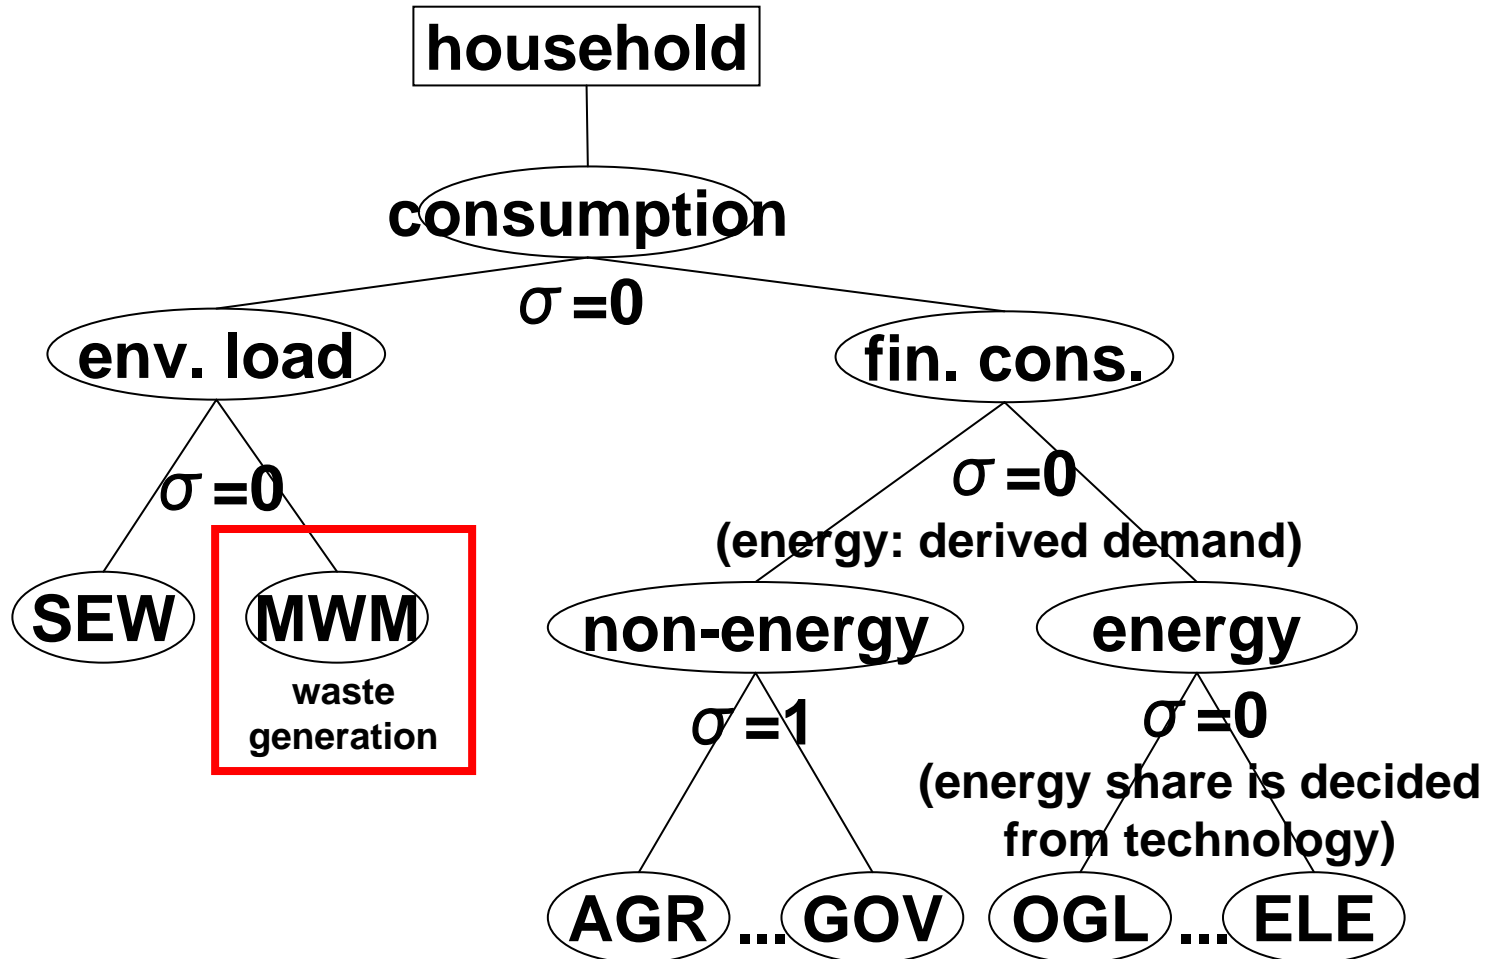 household
consumption
σ=0
env. load
fin. cons.
σ=0
σ=0
(energy: derived demand)
SEW
MWM
waste
generation
non-energy
energy
σ=1
σ=0
(energy share is decided
from technology)
AGR ... GOV
OGL ... ELE